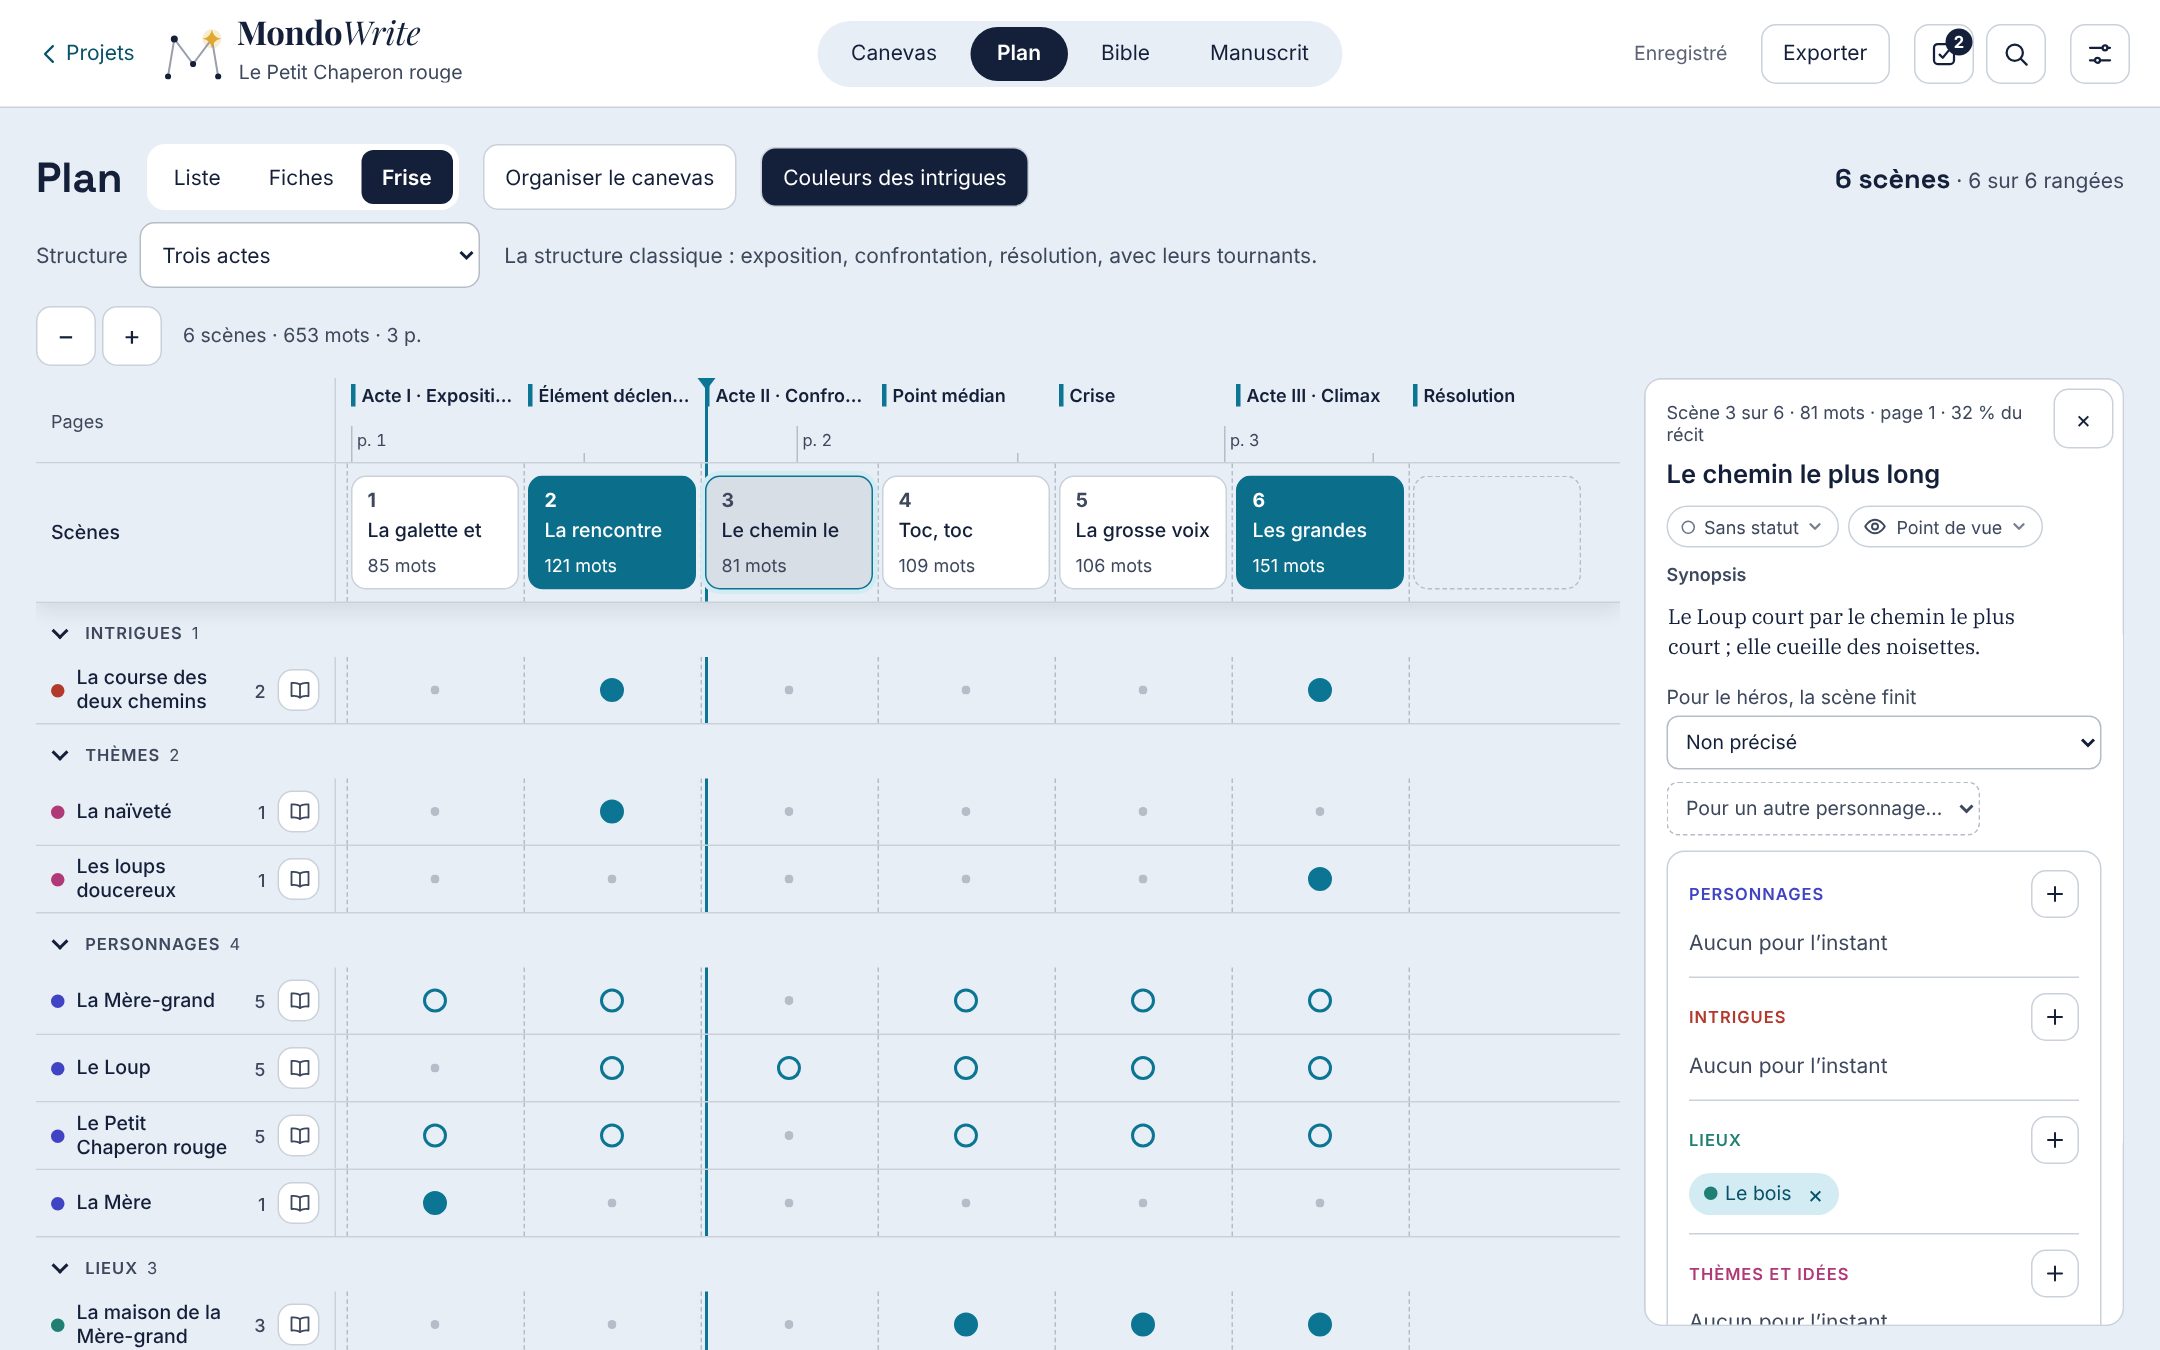 Projets
MondoWrite
Le Petit Chaperon rouge
Canevas
Plan
Bible
Manuscrit
Enregistré
Exporter
2
Plan
Liste
Fiches
Frise
Organiser le canevas
Couleurs des intrigues
6 scènes · 6 sur 6 rangées
Structure
Trois actes
La structure classique : exposition, confrontation, résolution, avec leurs tournants.
− +
6 scènes · 653 mots · 3 p.
Pages
Acte I · Expositi…
Élément déclen…
Acte II · Confro…
Point médian
Crise
Acte III · Climax
Résolution
p. 1
p. 2
p. 3
Scènes
1
La galette et
85 mots
2
La rencontre
121 mots
3
Le chemin le
81 mots
4
Toc, toc
109 mots
5
La grosse voix
106 mots
6
Les grandes
151 mots
INTRIGUES 1
La course des
deux chemins
2
THÈMES 2
La naïveté
1
Les loups
doucereux
1
PERSONNAGES 4
La Mère-grand
5
Le Loup
5
Le Petit
Chaperon rouge
5
La Mère
1
LIEUX 3
La maison de la
Mère-grand
3
Scène 3 sur 6 · 81 mots · page 1 · 32 % du
récit
×
Le chemin le plus long
Sans statut
Point de vue
Synopsis
Le Loup court par le chemin le plus
court ; elle cueille des noisettes.
Pour le héros, la scène finit
Non précisé
Pour un autre personnage…
PERSONNAGES
+
Aucun pour l’instant
INTRIGUES
+
Aucun pour l’instant
LIEUX
+
Le bois ×
THÈMES ET IDÉES
+
Aucun pour l’instant